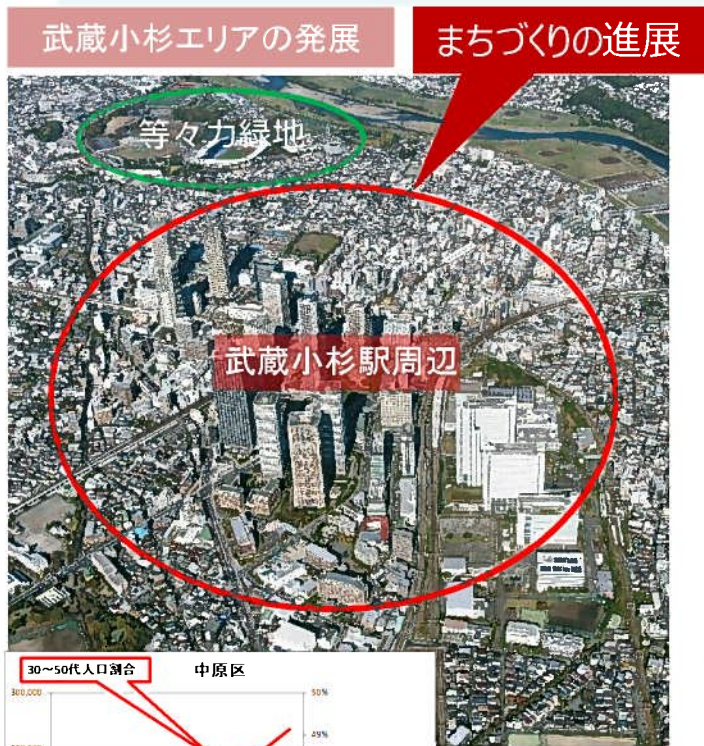 武蔵小杉エリアの発展
まちづくりの進展
等々力緑地
武蔵小杉駅周辺
30～50代人口割合
中原区
300,000
50%
49%